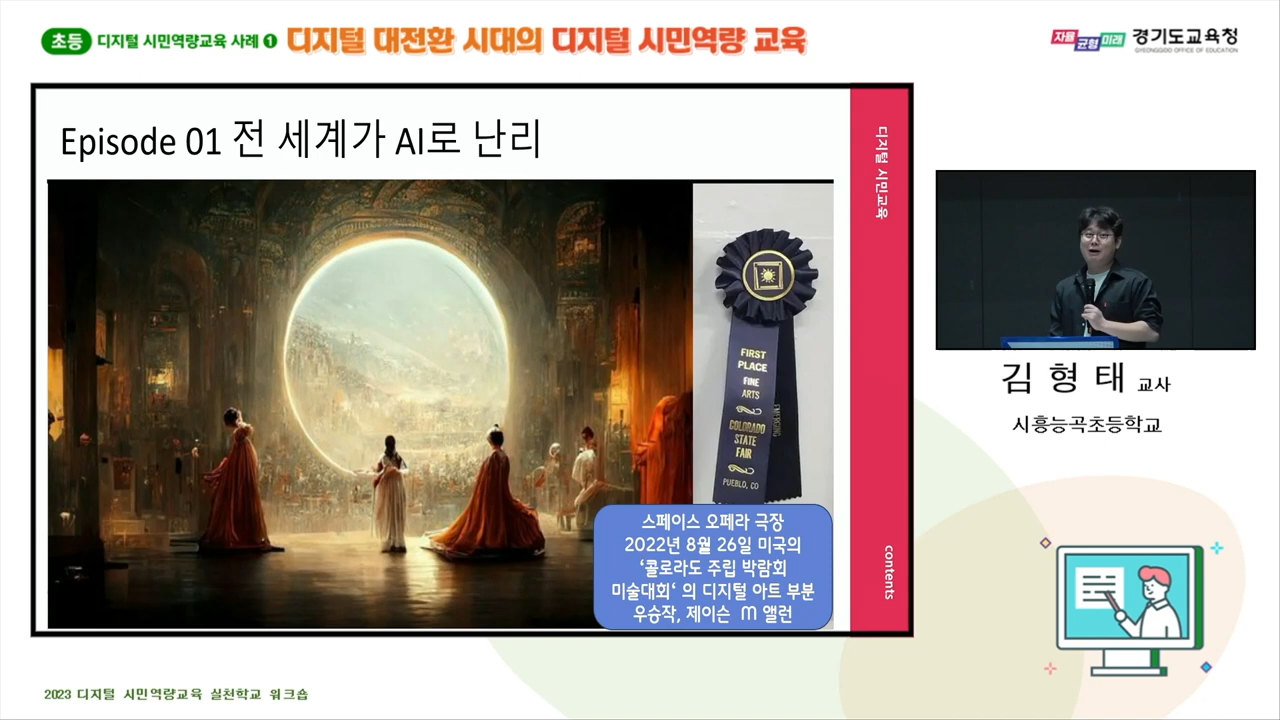 초등 디지털 시민역량교육 사례 ❶ 디지털 대전환 시대의 디지털 시민역량 교육
자율 균형 미래 경기도교육청
GYEONGGIDO OFFICE OF EDUCATION
Episode 01 전 세계가 AI로 난리
디지털 시민교육
contents
FIRST
PLACE
FINE
ARTS
COLORADO
STATE
FAIR
PUEBLO, CO
EMERGING
스페이스 오페라 극장
2022년 8월 26일 미국의
‘콜로라도 주립 박람회
미술대회‘ 의 디지털 아트 부분
우승작, 제이슨 M 앨런
김 형 태 교사
시흥능곡초등학교
2023 디지털 시민역량교육 실천학교 워크숍